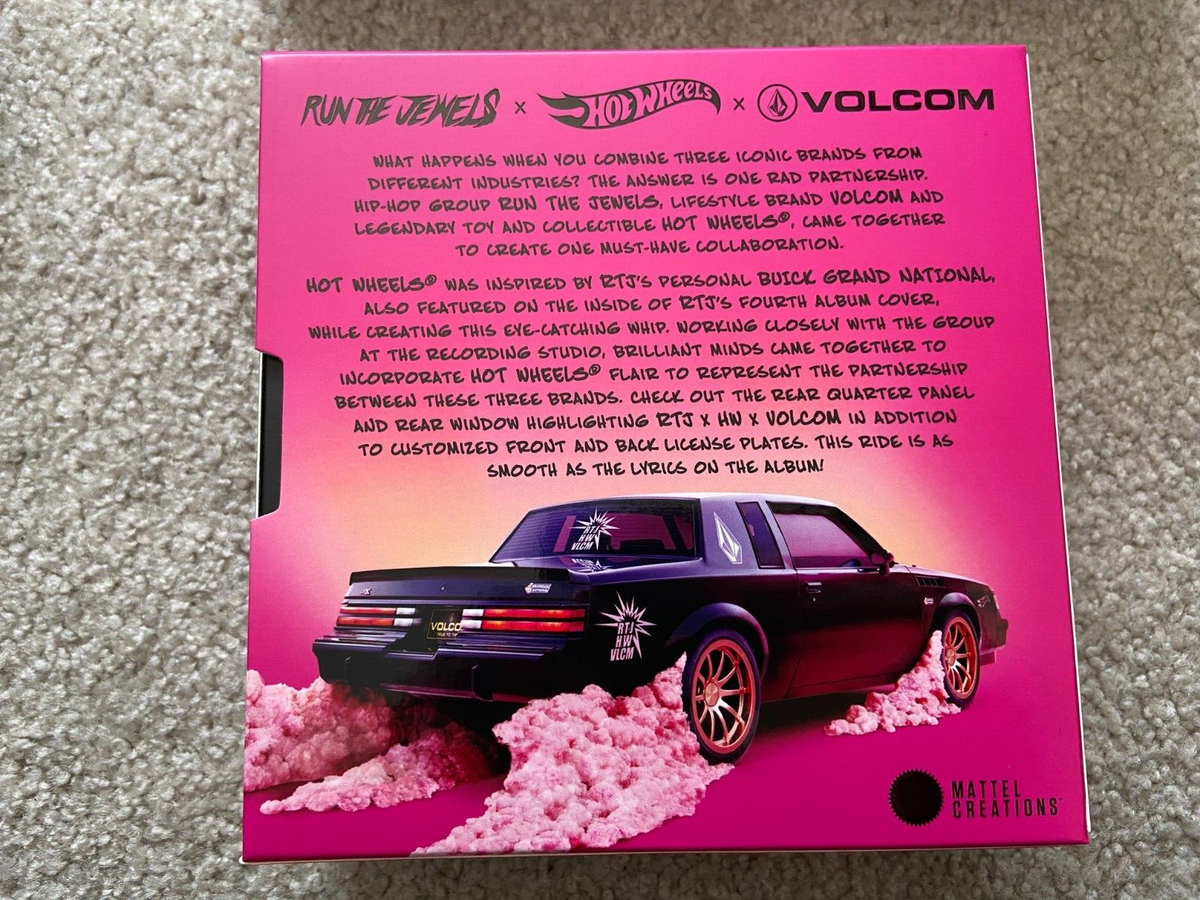 RUN THE JEWELS x HOT WHEELS x VOLCOM
WHAT HAPPENS WHEN YOU COMBINE THREE ICONIC BRANDS FROM
DIFFERENT INDUSTRIES? THE ANSWER IS ONE RAD PARTNERSHIP.
HIP-HOP GROUP RUN THE JEWELS, LIFESTYLE BRAND VOLCOM AND
LEGENDARY TOY AND COLLECTIBLE HOT WHEELS®, CAME TOGETHER
TO CREATE ONE MUST-HAVE COLLABORATION.
HOT WHEELS® WAS INSPIRED BY RTJ'S PERSONAL BUICK GRAND NATIONAL,
ALSO FEATURED ON THE INSIDE OF RTJ'S FOURTH ALBUM COVER,
WHILE CREATING THIS EYE-CATCHING WHIP. WORKING CLOSELY WITH THE GROUP
AT THE RECORDING STUDIO, BRILLIANT MINDS CAME TOGETHER TO
INCORPORATE HOT WHEELS® FLAIR TO REPRESENT THE PARTNERSHIP
BETWEEN THESE THREE BRANDS. CHECK OUT THE REAR QUARTER PANEL
AND REAR WINDOW HIGHLIGHTING RTJ x HW x VOLCOM IN ADDITION
TO CUSTOMIZED FRONT AND BACK LICENSE PLATES. THIS RIDE IS AS
SMOOTH AS THE LYRICS ON THE ALBUM!
RTJ
HW
VLCM
VOLCO
RTJ
HW
VLCM
MATTEL
CREATIONS